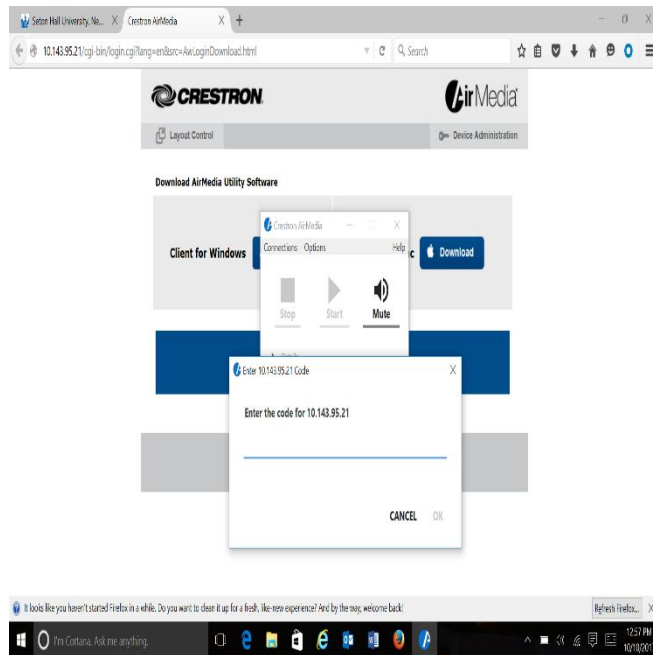 Seton Hall University, Ne...
Crestron AirMedia
10.143.95.21/cgi-bin/login.cgi?lang=en&src=AwLoginDownload.html
Search
CRESTRON
AirMedia
Layout Control
Device Administration
Download AirMedia Utility Software
Client for Windows
c
Download
Crestron AirMedia
Connections Options Help
Stop Start Mute
Enter 10.143.95.21 Code
Enter the code for 10.143.95.21
CANCEL OK
It looks like you haven't started Firefox in a while. Do you want to clean it up for a fresh, like-new experience? And by the way, welcome back!
Refresh Firefox...
I'm Cortana. Ask me anything.
12:57 PM